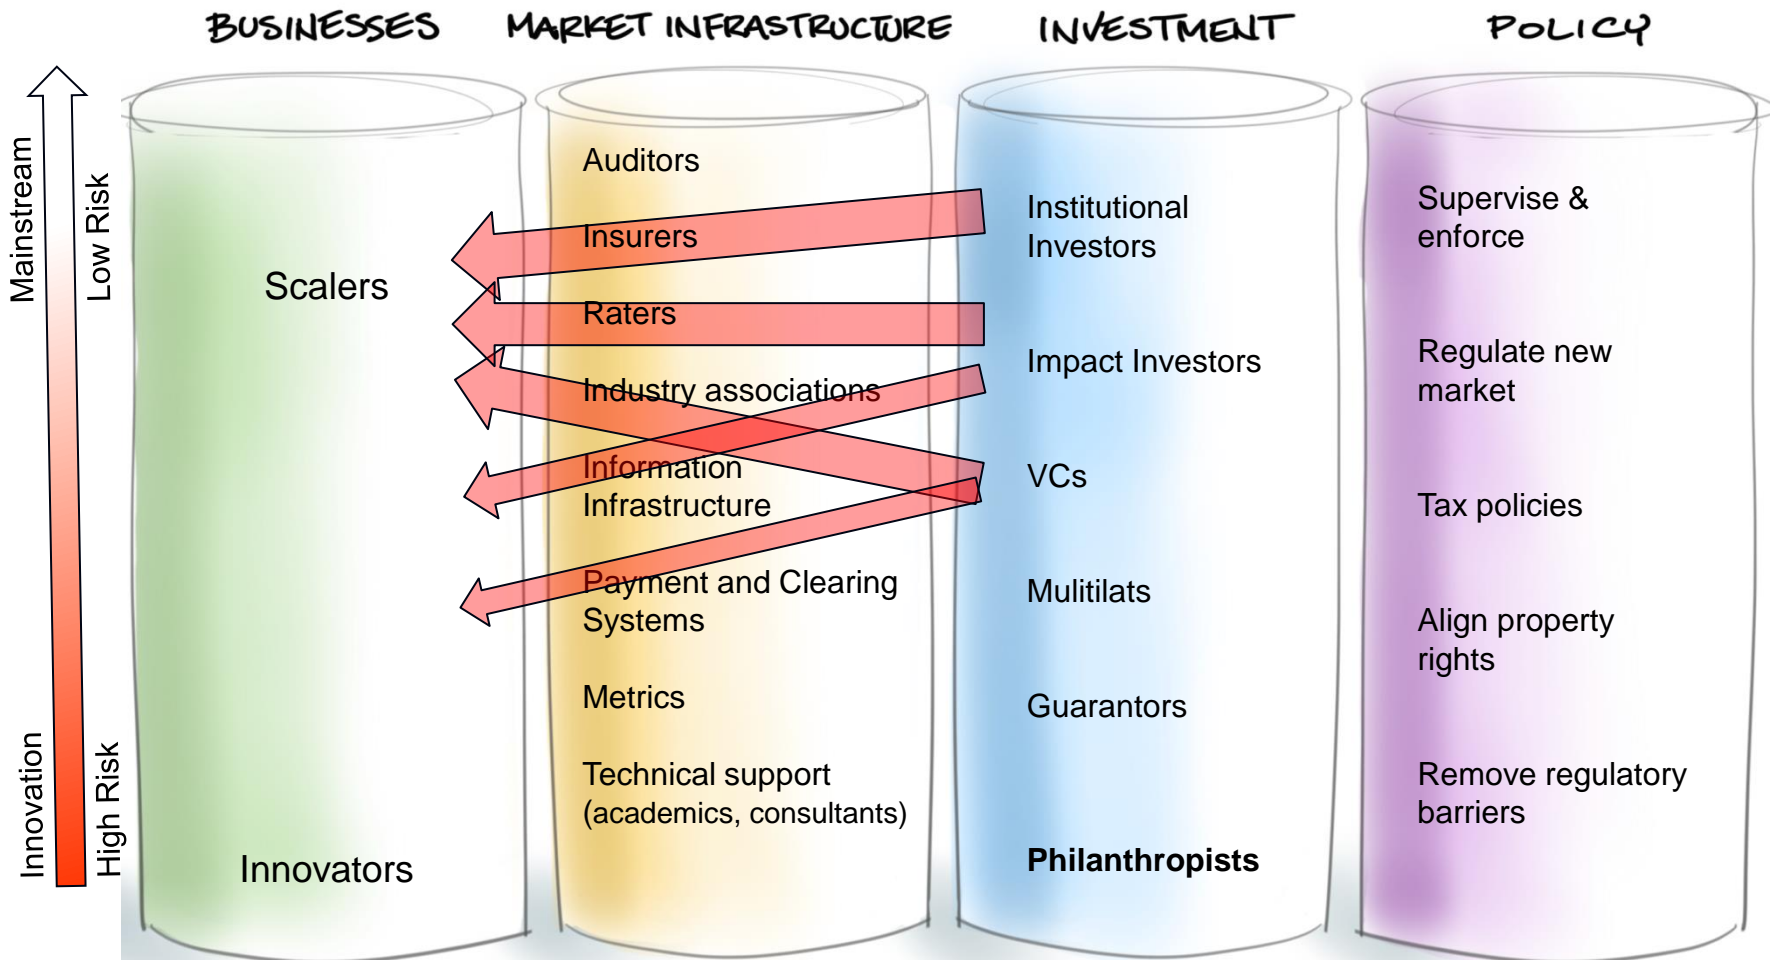 BUSINESSES
MARKET INFRASTRUCTURE
INVESTMENT
POLICY
Mainstream
Low Risk
Innovation
High Risk
Scalers
Innovators
Auditors
Insurers
Raters
Industry associations
Information
Infrastructure
Payment and Clearing
Systems
Metrics
Technical support
(academics, consultants)
Institutional
Investors
Impact Investors
VCs
Mulitilats
Guarantors
Philanthropists
Supervise &
enforce
Regulate new
market
Tax policies
Align property
rights
Remove regulatory
barriers